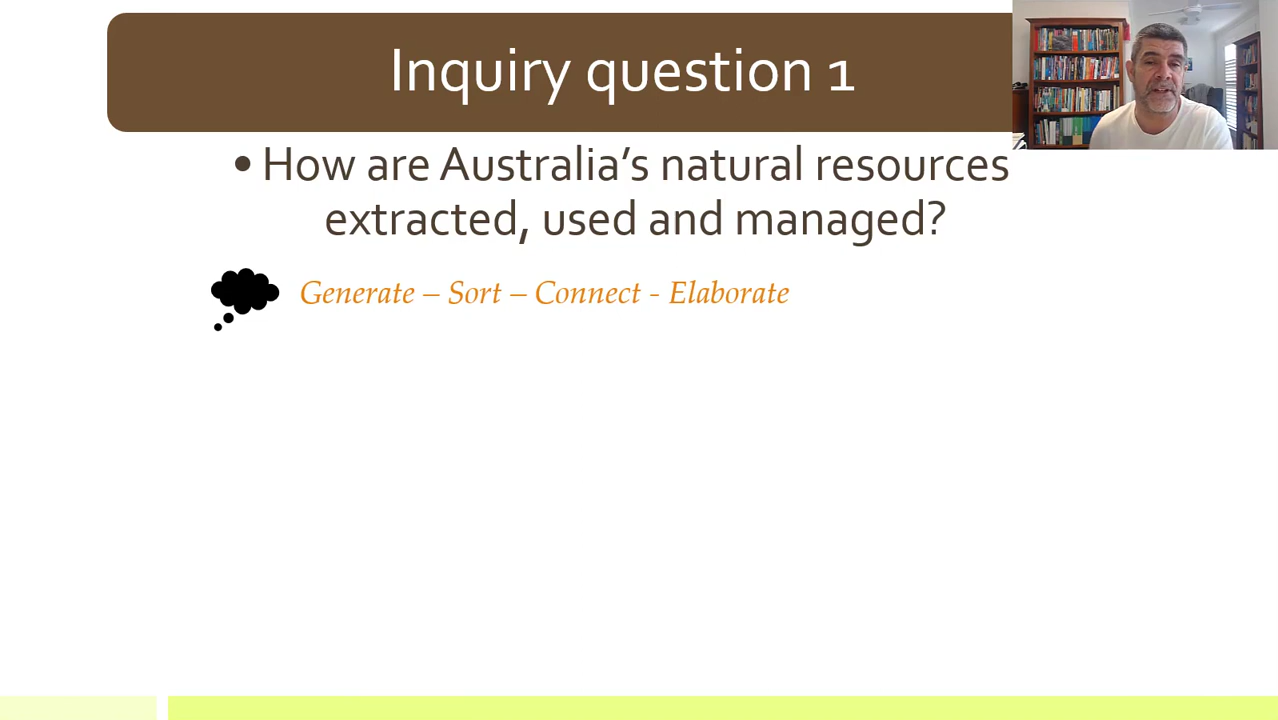 Inquiry question 1
• How are Australia’s natural resources
extracted, used and managed?
Generate – Sort – Connect - Elaborate